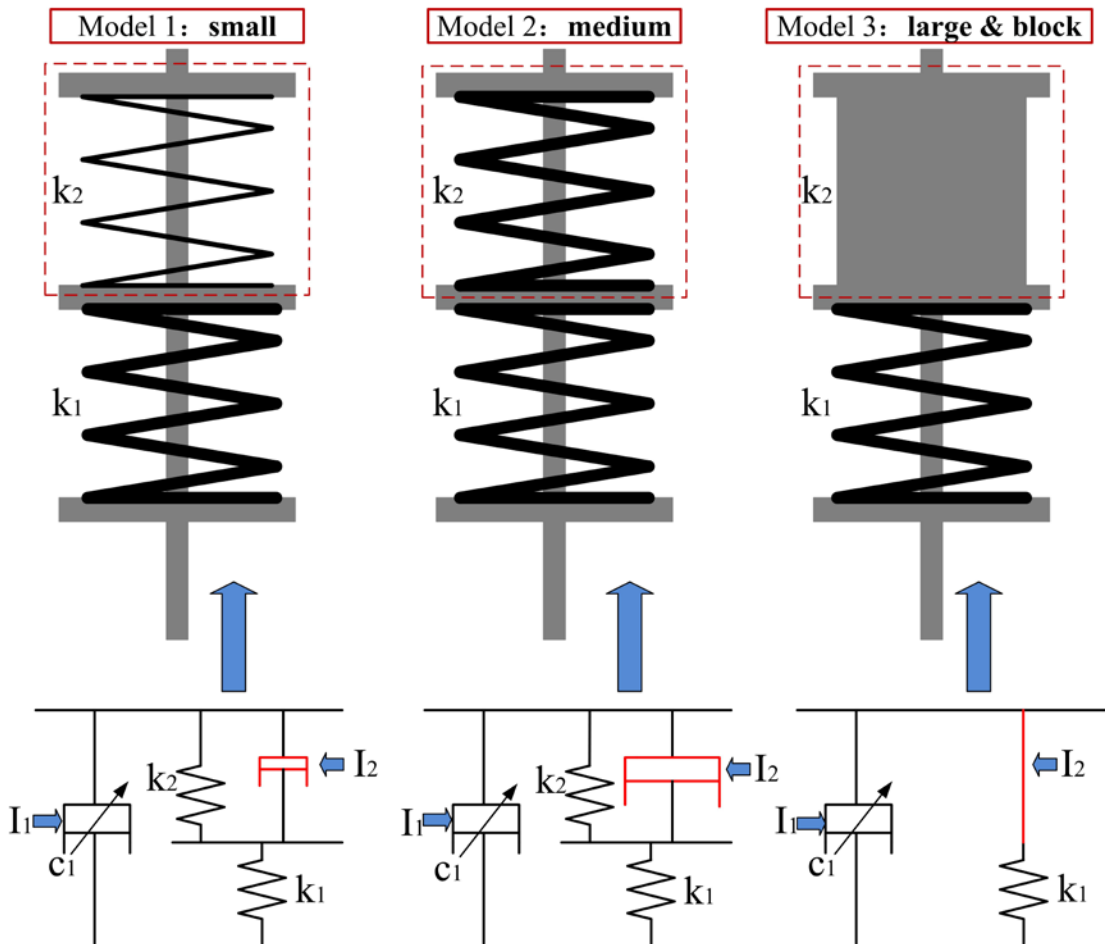 Model 1: small
Model 2: medium
Model 3: large & block
k2
k2
k2
k1
k1
k1
k2
I2
I1
c1
k1
k2
I2
I1
c1
k1
I2
I1
c1
k1